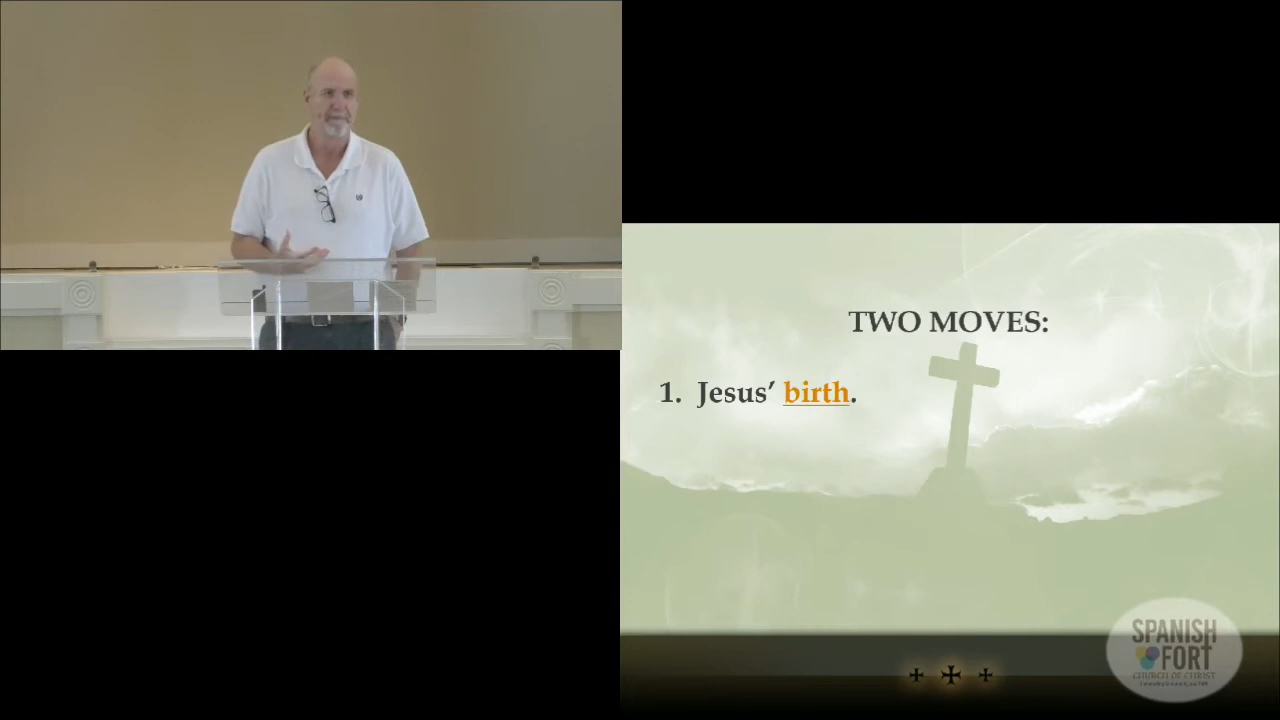 TWO MOVES:
1. Jesus’ birth.
SPANISH
FORT
CHURCH OF CHRIST